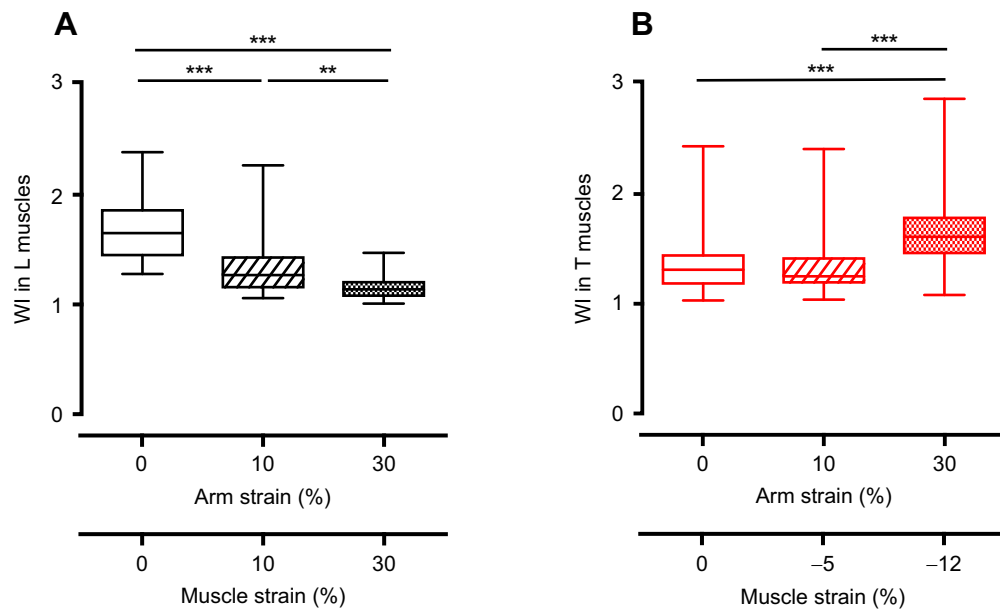 A
***
*** **
3
2
1
0
WI in L muscles
0 10 30
Arm strain (%)
0 10 30
Muscle strain (%)
B
***
***
3
2
1
0
WI in T muscles
0 10 30
Arm strain (%)
0 –5 –12
Muscle strain (%)